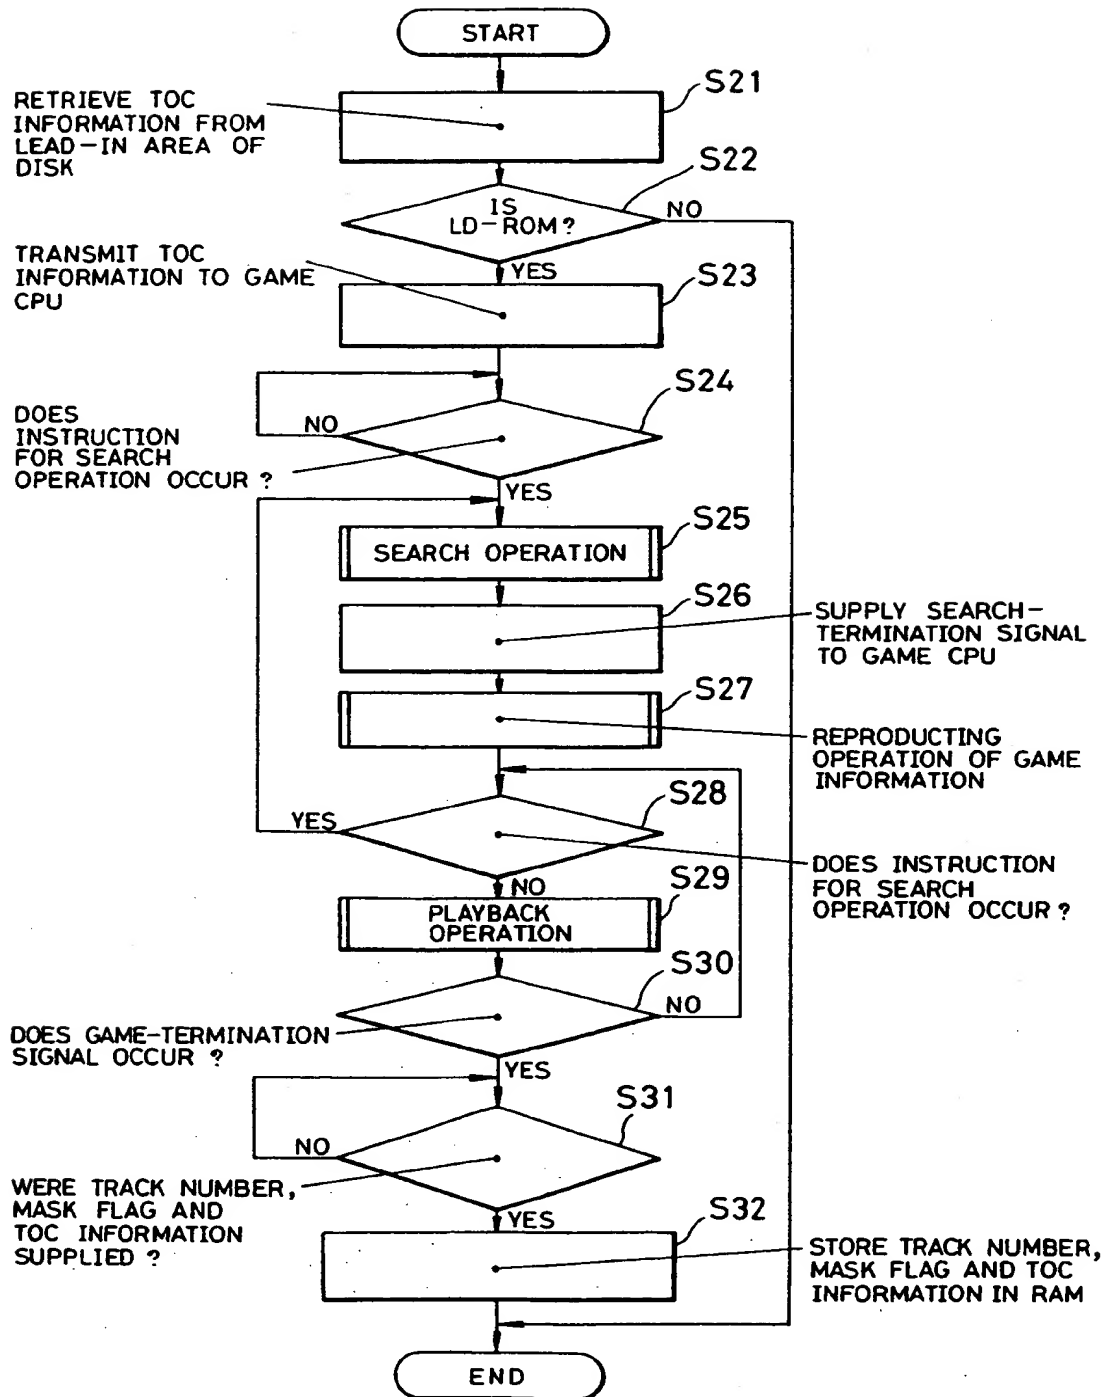 START
S21
RETRIEVE TOC
INFORMATION FROM
LEAD-IN AREA OF
DISK
S22
IS
LD-ROM?
NO
YES
TRANSMIT TOC
INFORMATION TO GAME
CPU
S23
S24
DOES
INSTRUCTION
FOR SEARCH
OPERATION OCCUR ?
NO
YES
S25
SEARCH OPERATION
S26
SUPPLY SEARCH-
TERMINATION SIGNAL
TO GAME CPU
S27
REPRODUCTING
OPERATION OF GAME
INFORMATION
S28
YES
DOES INSTRUCTION
FOR SEARCH
OPERATION OCCUR ?
NO
S29
PLAYBACK
OPERATION
S30
NO
DOES GAME-TERMINATION
SIGNAL OCCUR ?
YES
S31
NO
WERE TRACK NUMBER,
MASK FLAG AND
TOC INFORMATION
SUPPLIED ?
YES
S32
STORE TRACK NUMBER,
MASK FLAG AND TOC
INFORMATION IN RAM
END